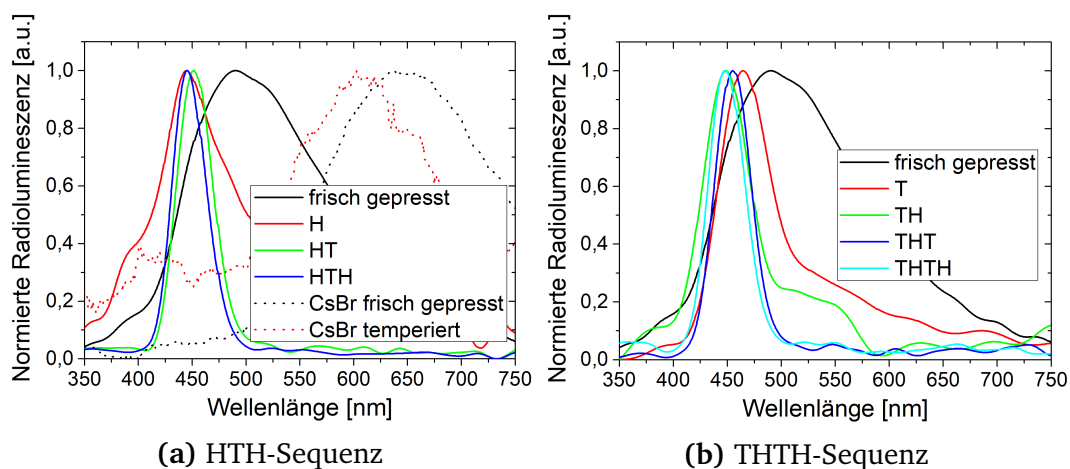 Normierte Radiolumineszenz [a.u.]
1,0
0,8
0,6
0,4
0,2
0,0
frisch gepresst
H
HT
HTH
CsBr frisch gepresst
CsBr temperiert
350 400 450 500 550 600 650 700 750
Wellenlänge [nm]
(a) HTH-Sequenz
Normierte Radiolumineszenz [a.u.]
1,0
0,8
0,6
0,4
0,2
0,0
frisch gepresst
T
TH
THT
THTH
350 400 450 500 550 600 650 700 750
Wellenlänge [nm]
(b) THTH-Sequenz